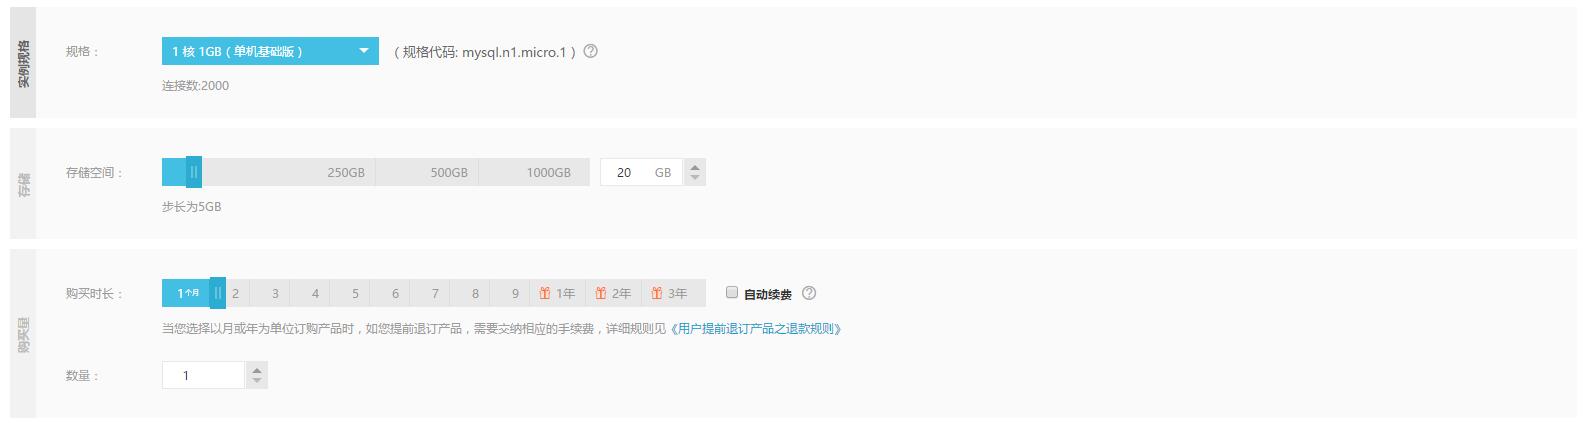 实例规格
规格：
1 核 1GB（单机基础版）
（规格代码: mysql.n1.micro.1）
连接数:2000
存储
存储空间：
250GB 500GB 1000GB
20 GB
步长为5GB
购买量
购买时长：
1个月 2 3 4 5 6 7 8 9 1年 2年 3年
自动续费
当您选择以月或年为单位订购产品时，如您提前退订产品，需要交纳相应的手续费，详细规则见《用户提前退订产品之退款规则》
数量：
1